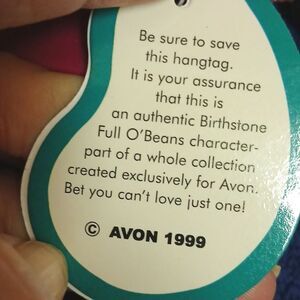 Be sure to save
this hangtag.
It is your assurance
that this is
an authentic Birthstone
Full O'Beans character-
part of a whole collection
created exclusively for Avon.
Bet you can't love just one!
© AVON 1999